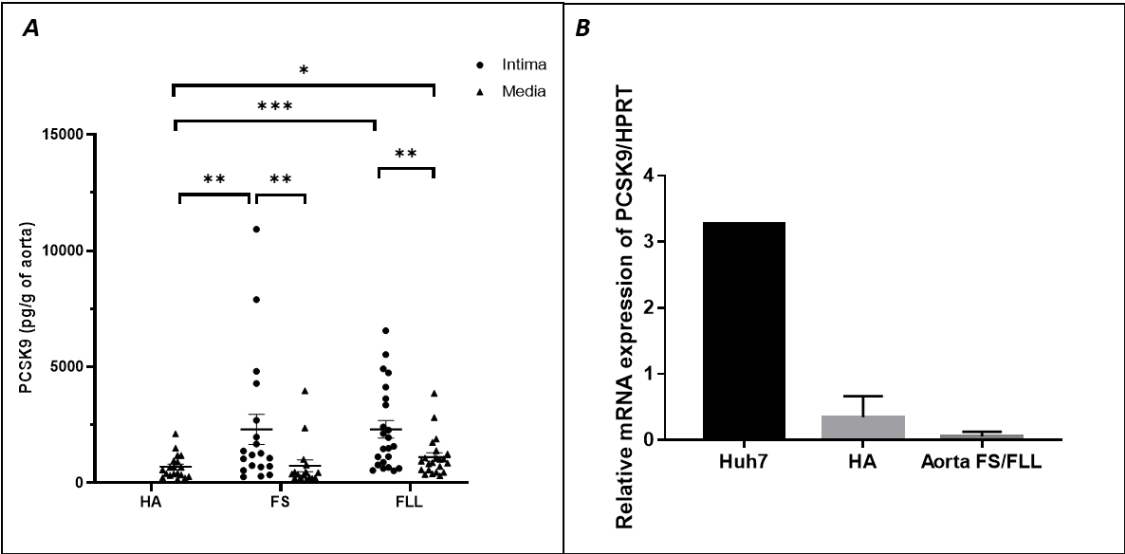 A
Intima
Media
*
***
**
**
**
15000
10000
5000
0
PCSK9 (pg/g of aorta)
HA
FS
FLL
B
Relative mRNA expression of PCSK9/HPRT
4
3
2
1
0
Huh7
HA
Aorta FS/FLL